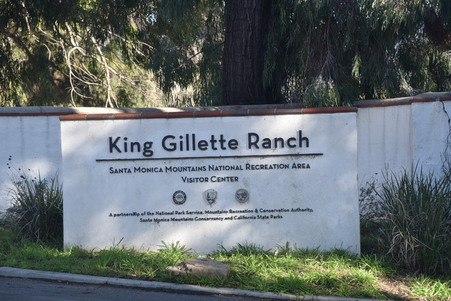 King Gillette Ranch
Santa Monica Mountains National Recreation Area
Visitor Center
A partnership of the National Park Service, Mountains Recreation & Conservation Authority,
Santa Monica Mountains Conservancy and California State Parks